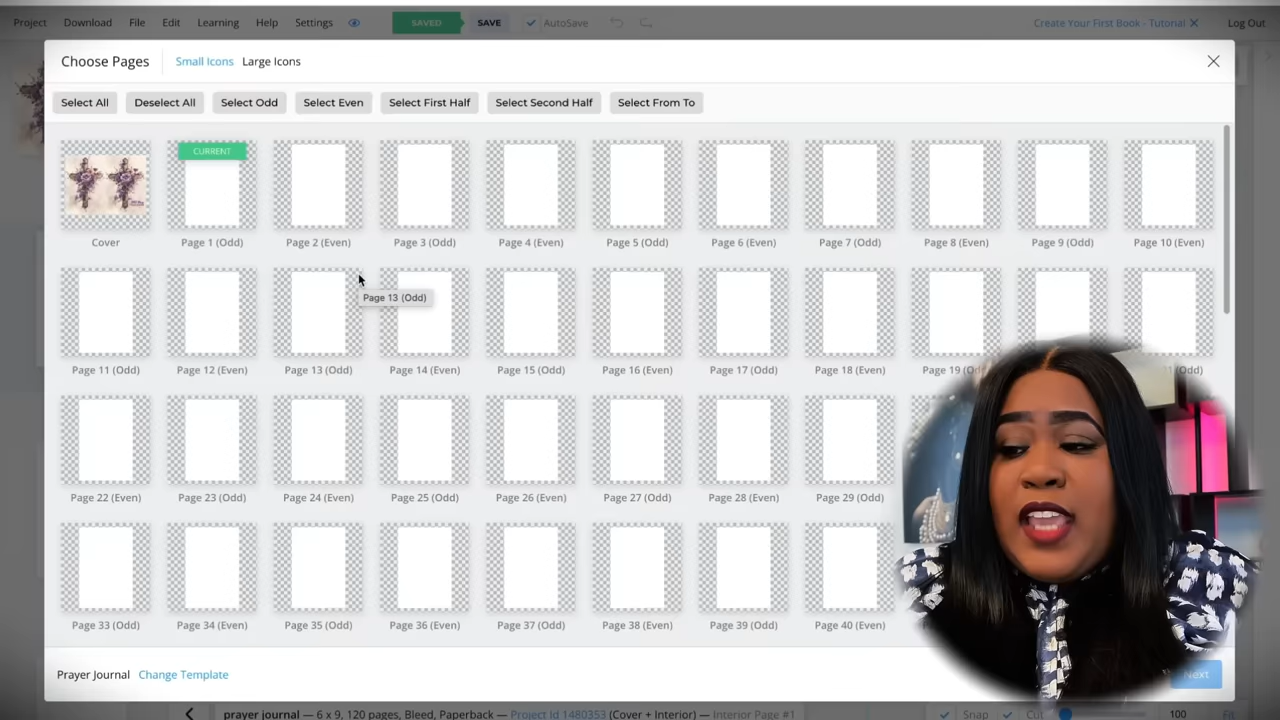 Project Download File Edit Learning Help Settings SAVED SAVE AutoSave Create Your First Book - Tutorial Log Out
Choose Pages Small Icons Large Icons
Select All Deselect All Select Odd Select Even Select First Half Select Second Half Select From To
CURRENT
Cover Page 1 (Odd) Page 2 (Even) Page 3 (Odd) Page 4 (Even) Page 5 (Odd) Page 6 (Even) Page 7 (Odd) Page 8 (Even) Page 9 (Odd) Page 10 (Even)
Page 13 (Odd)
Page 11 (Odd) Page 12 (Even) Page 13 (Odd) Page 14 (Even) Page 15 (Odd) Page 16 (Even) Page 17 (Odd) Page 18 (Even) Page 19 (Odd)
Page 22 (Even) Page 23 (Odd) Page 24 (Even) Page 25 (Odd) Page 26 (Even) Page 27 (Odd) Page 28 (Even) Page 29 (Odd)
Page 33 (Odd) Page 34 (Even) Page 35 (Odd) Page 36 (Even) Page 37 (Odd) Page 38 (Even) Page 39 (Odd) Page 40 (Even)
Prayer Journal Change Template Next
prayer journal — 6 x 9, 120 pages, Bleed, Paperback — Project Id 1480353 (Cover + Interior) — Interior Page #1 Snap Cut 100